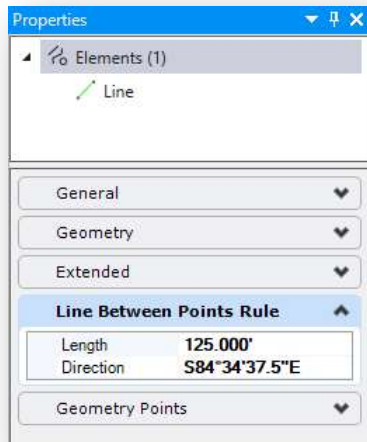 Properties
Elements (1)
Line
General
Geometry
Extended
Line Between Points Rule
Length 125.000'
Direction S84°34'37.5"E
Geometry Points